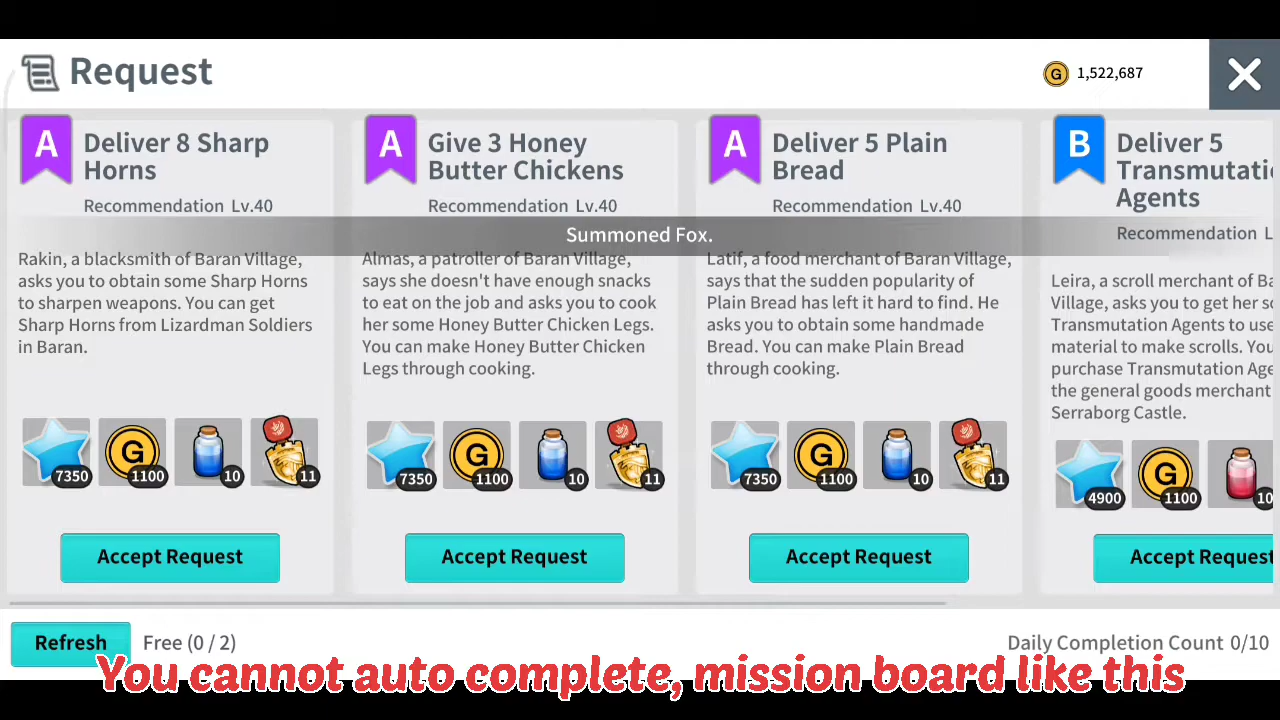 Request
G 1,522,687
A
Deliver 8 Sharp
Horns
Recommendation Lv.40
Rakin, a blacksmith of Baran Village,
asks you to obtain some Sharp Horns
to sharpen weapons. You can get
Sharp Horns from Lizardman Soldiers
in Baran.
7350
G 1100
10
11
Accept Request
A
Give 3 Honey
Butter Chickens
Recommendation Lv.40
Almas, a patroller of Baran Village,
says she doesn't have enough snacks
to eat on the job and asks you to cook
her some Honey Butter Chicken Legs.
You can make Honey Butter Chicken
Legs through cooking.
7350
G 1100
10
11
Accept Request
A
Deliver 5 Plain
Bread
Recommendation Lv.40
Latif, a food merchant of Baran Village,
says that the sudden popularity of
Plain Bread has left it hard to find. He
asks you to obtain some handmade
Bread. You can make Plain Bread
through cooking.
7350
G 1100
10
11
Accept Request
B
Deliver 5
Transmutati
Agents
Recommendation L
Leira, a scroll merchant of Ba
Village, asks you to get her so
Transmutation Agents to use
material to make scrolls. You
purchase Transmutation Age
the general goods merchant
Serraborg Castle.
4900
G 1100
10
Accept Request
Summoned Fox.
Refresh
Free (0 / 2)
Daily Completion Count 0/10
You cannot auto complete, mission board like this